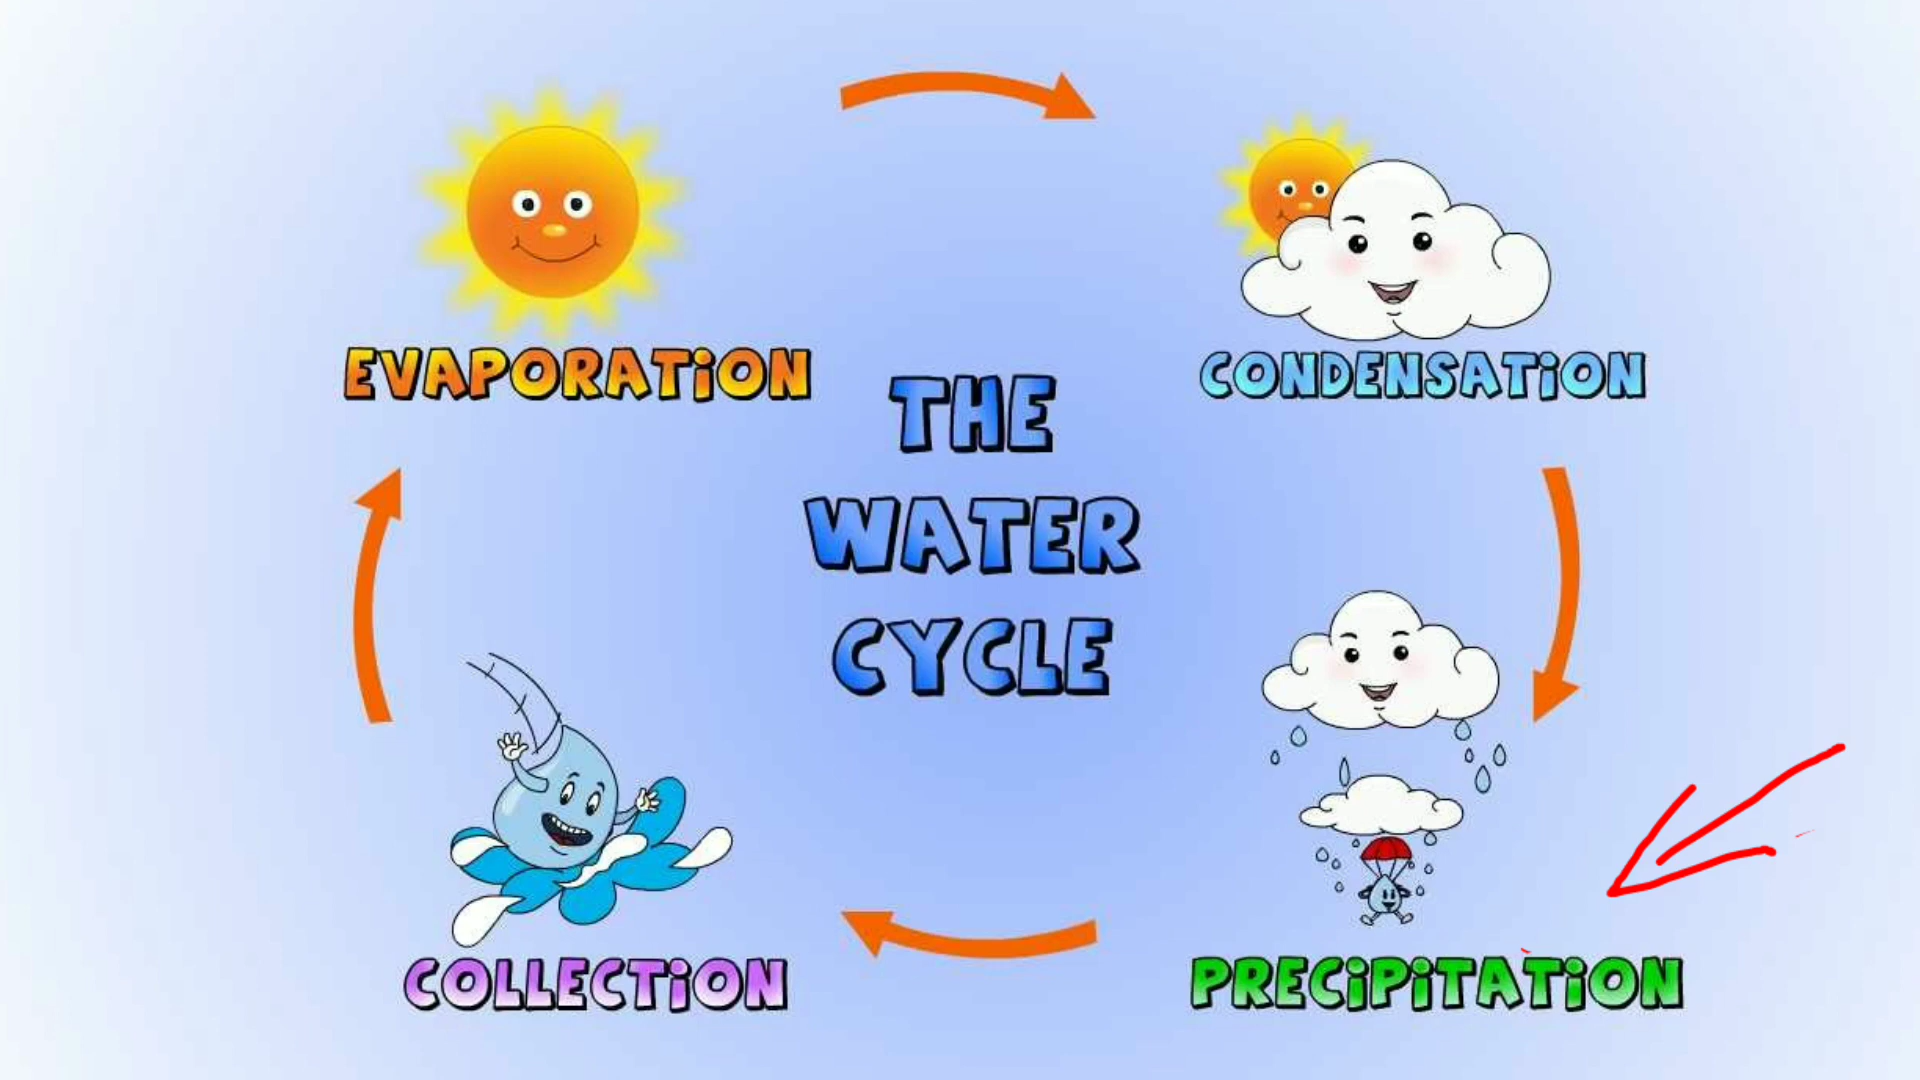 EVAPORATiON
CONDENSATiON
THE
WATER
CYCLE
COLLECTiON
PRECiPiTATiON